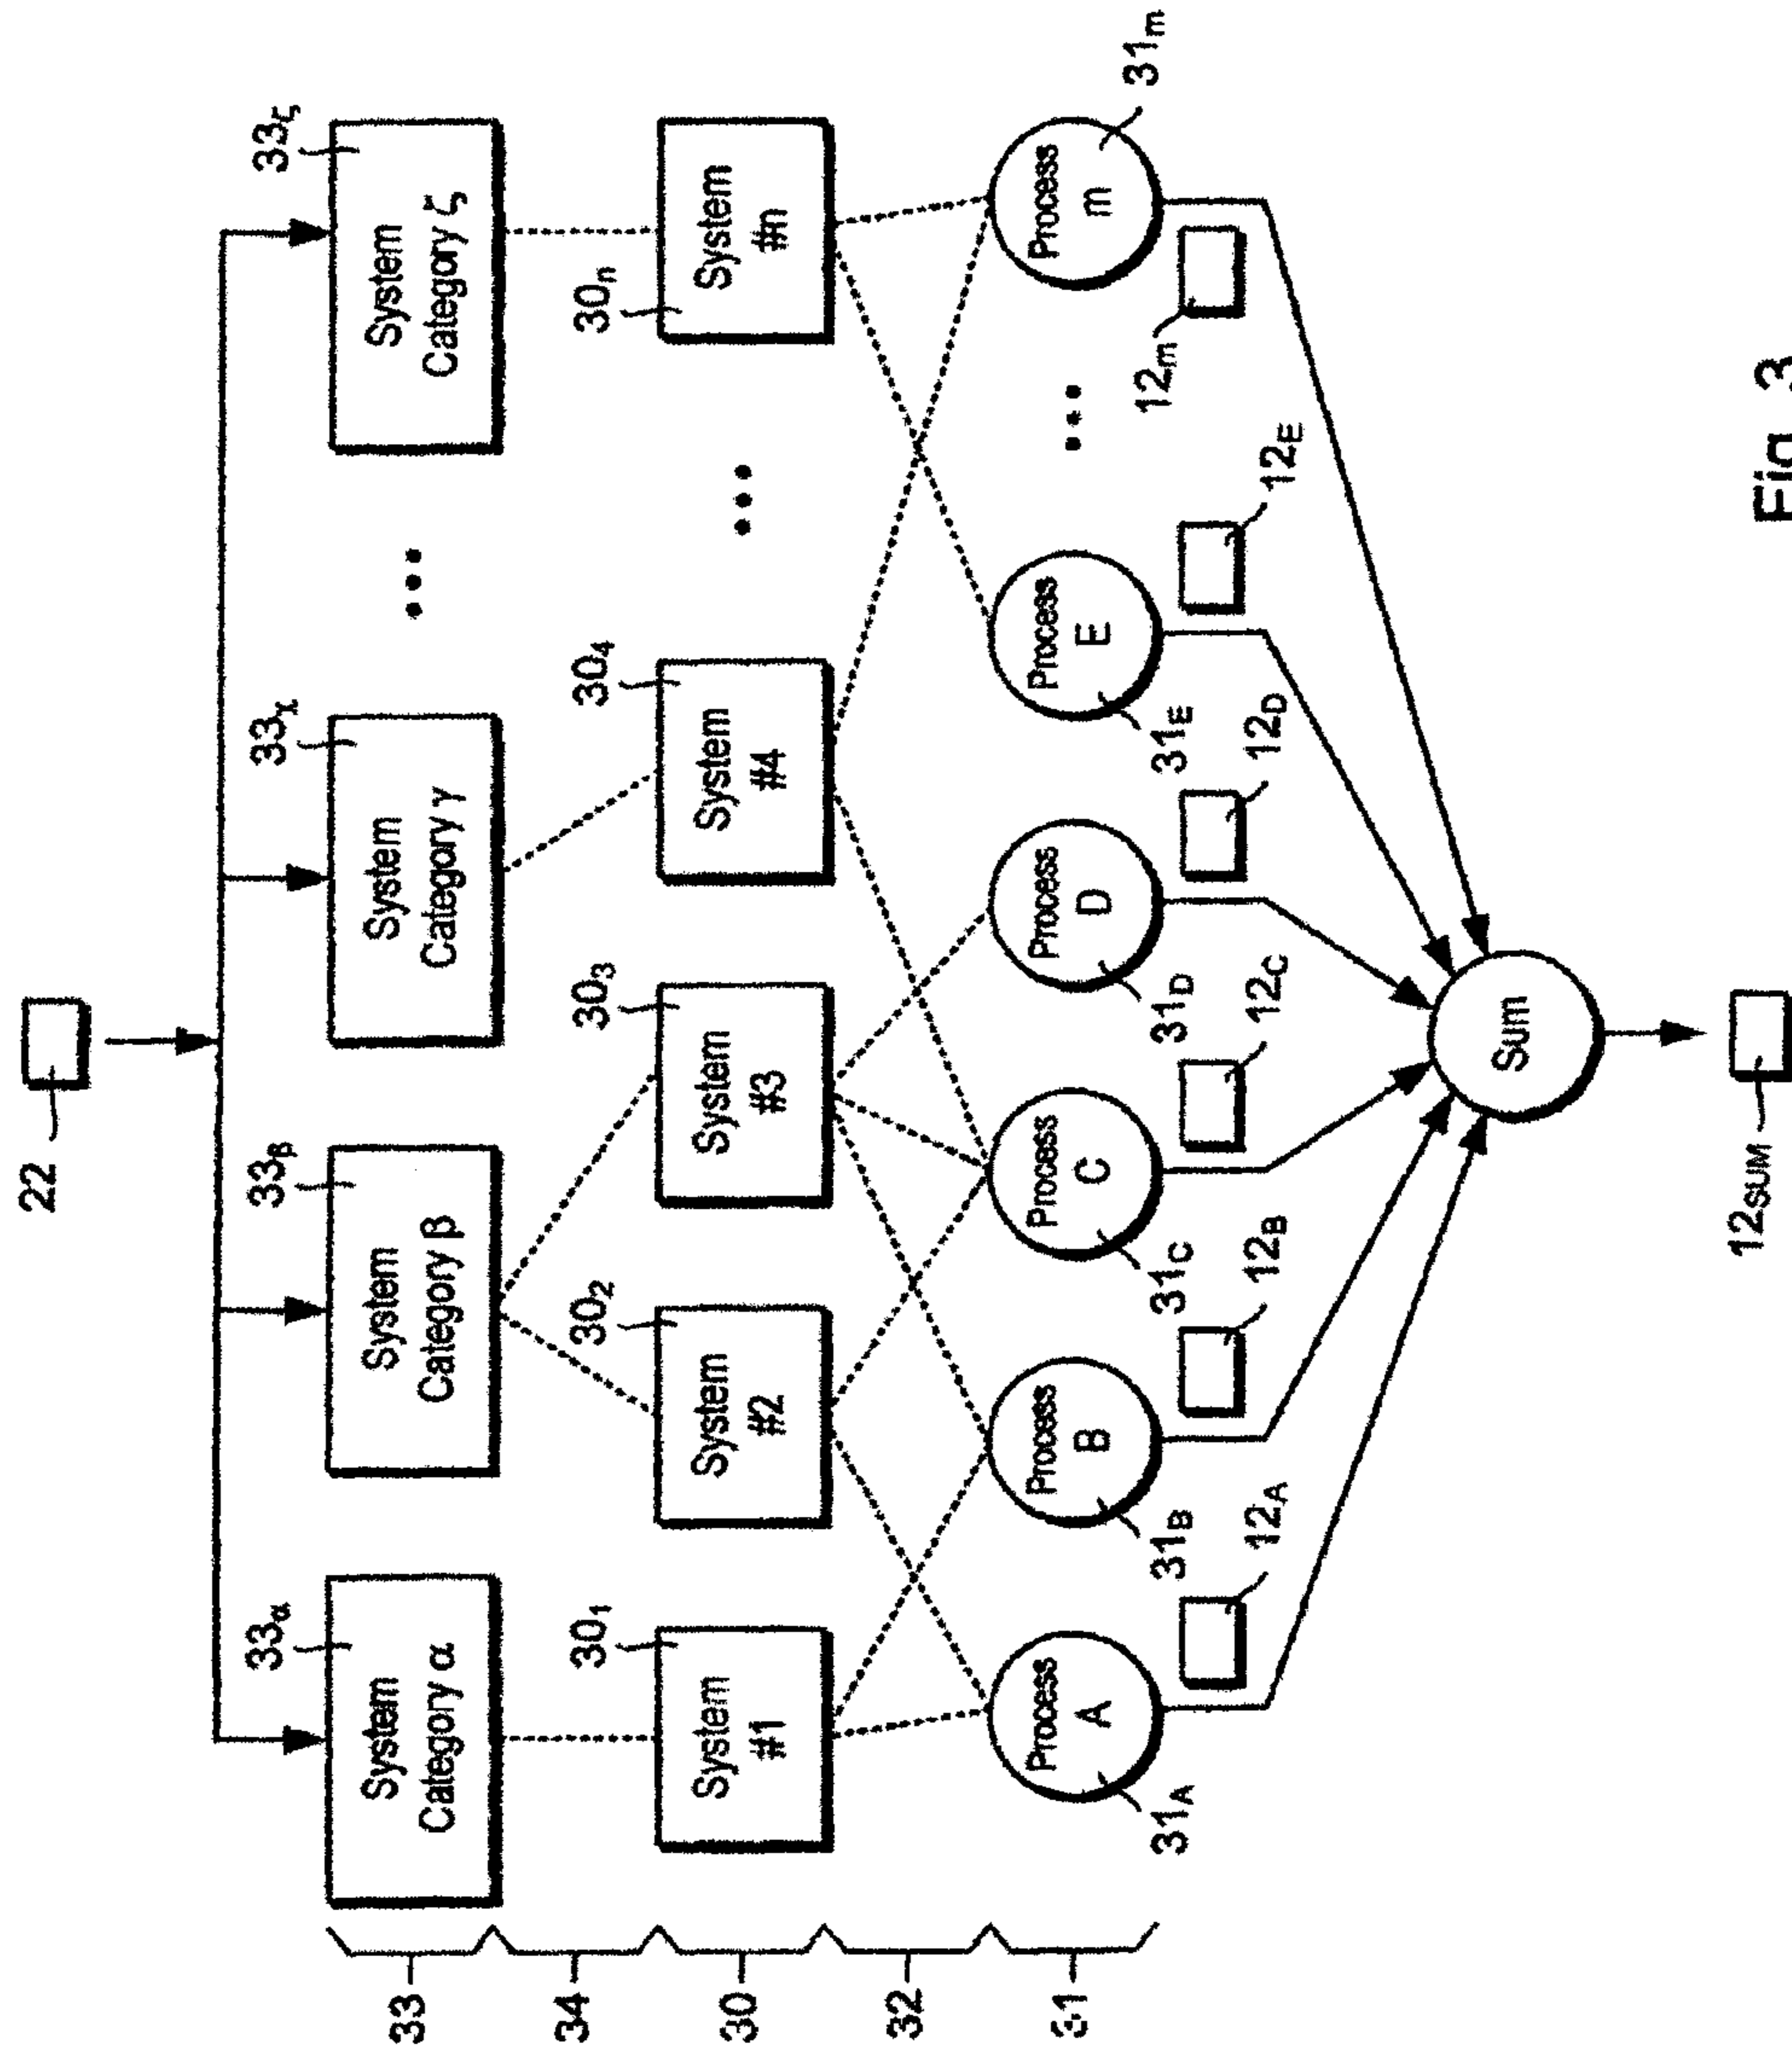 22
33α
33β
33χ
33ζ
System
Category α
System
Category β
System
Category γ
...
System
Category ζ
30₁
30₂
30₃
30₄
30ₙ
System
#1
System
#2
System
#3
System
#4
...
System
#n
Process
A
Process
B
Process
C
Process
D
Process
E
...
Process
m
31A
31B
31C
31D
31E
31m
12A
12B
12C
12D
12E
12m
Sum
12SUM
33
34
30
32
31
Fig. 3